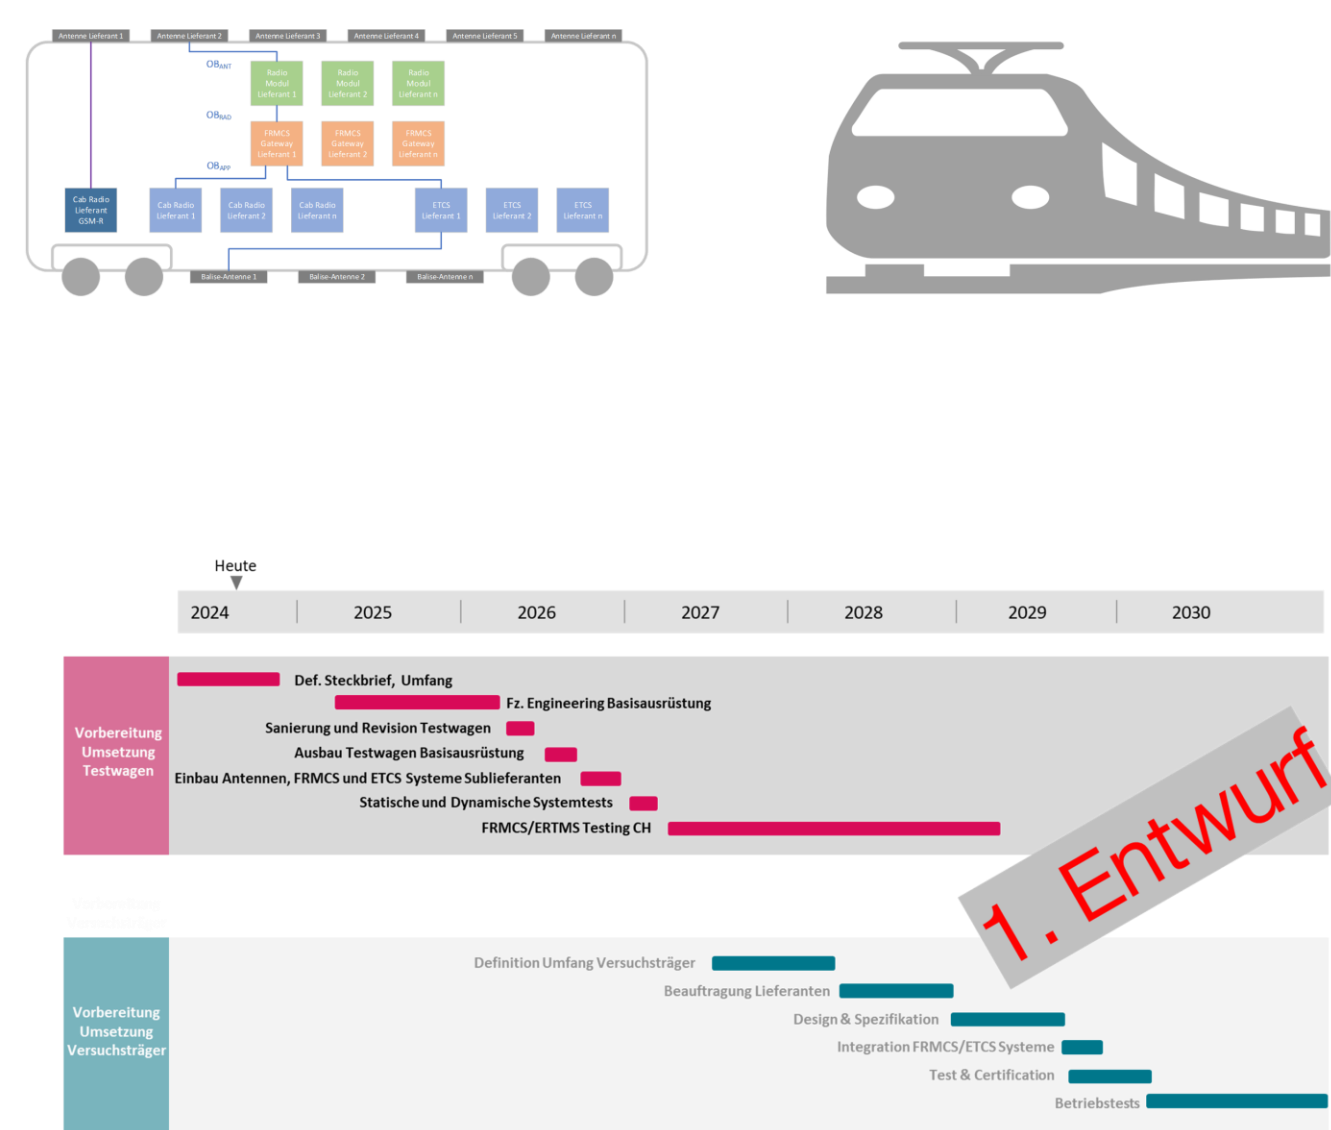 Antenne Lieferant 1
Antenne Lieferant 2
Antenne Lieferant 3
Antenne Lieferant 4
Antenne Lieferant 5
Antenne Lieferant n
OBANT
Radio
Modul
Lieferant 1
Radio
Modul
Lieferant 2
Radio
Modul
Lieferant n
OBRAD
FRMCS
Gateway
Lieferant 1
FRMCS
Gateway
Lieferant 2
FRMCS
Gateway
Lieferant n
OBAPP
Cab Radio
Lieferant
GSM-R
Cab Radio
Lieferant 1
Cab Radio
Lieferant 2
Cab Radio
Lieferant n
ETCS
Lieferant 1
ETCS
Lieferant 2
ETCS
Lieferant n
Balise-Antenne 1
Balise-Antenne 2
Balise-Antenne n
Heute
2024
2025
2026
2027
2028
2029
2030
Vorbereitung
Umsetzung
Testwagen
Def. Steckbrief, Umfang
Fz. Engineering Basisausrüstung
Sanierung und Revision Testwagen
Ausbau Testwagen Basisausrüstung
Einbau Antennen, FRMCS und ETCS Systeme Sublieferanten
Statische und Dynamische Systemtests
FRMCS/ERTMS Testing CH
1. Entwurf
Vorbereitung
Umsetzung
Versuchsträger
Definition Umfang Versuchsträger
Beauftragung Lieferanten
Design & Spezifikation
Integration FRMCS/ETCS Systeme
Test & Certification
Betriebstests